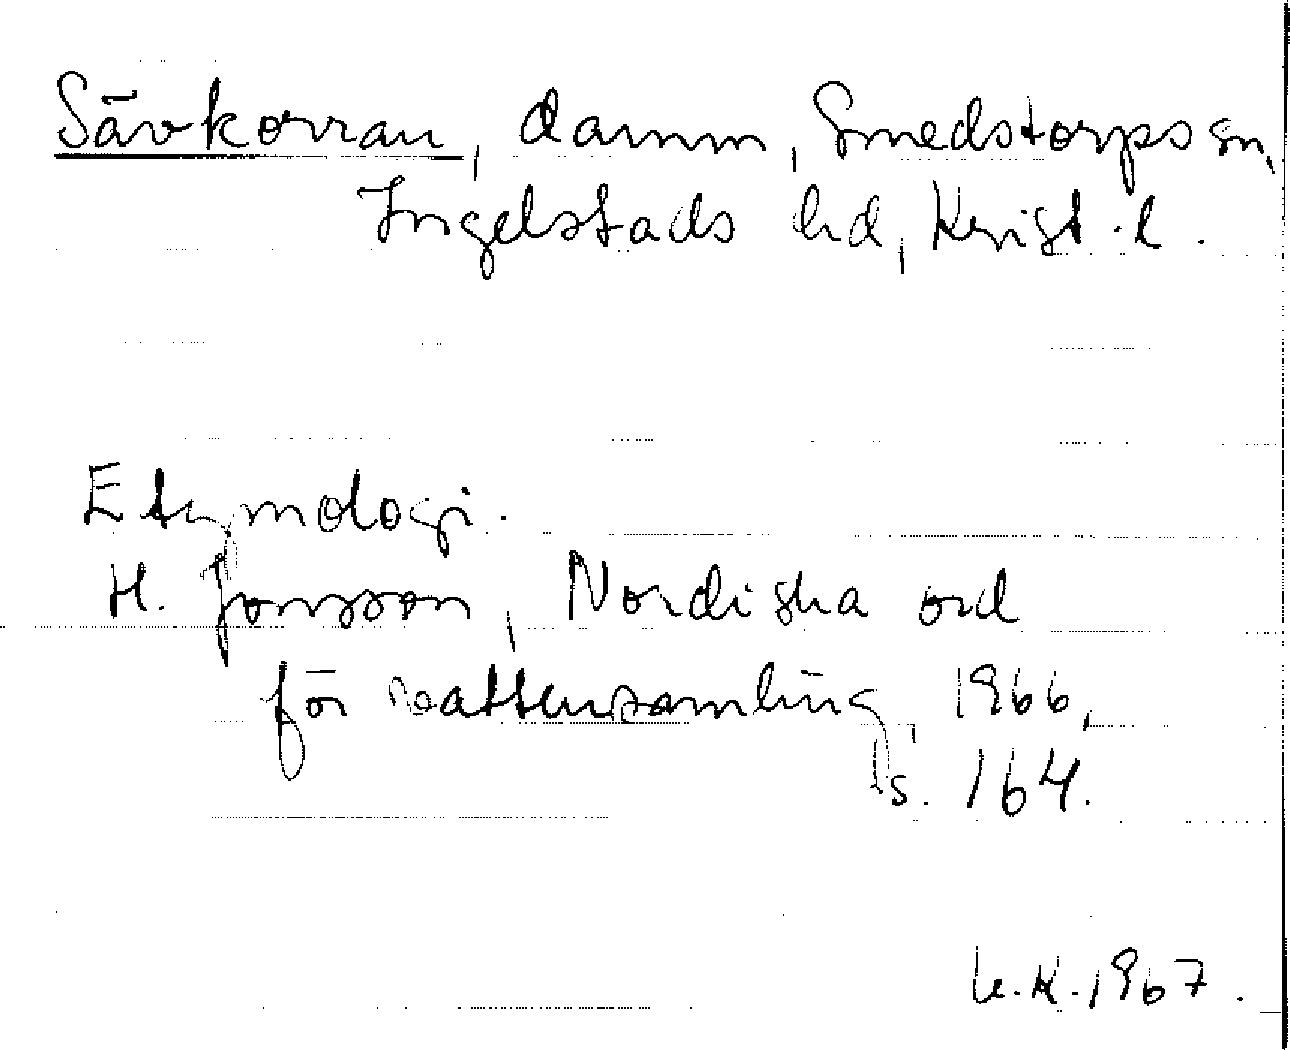 Sävkorran, damm, Smedstorps sn,
Ingelstads hd, Krist. l.
Etymologi.
H. Jonsson, Nordiska ord
för vattensamling, 1966,
s. 164.
K. 1967.